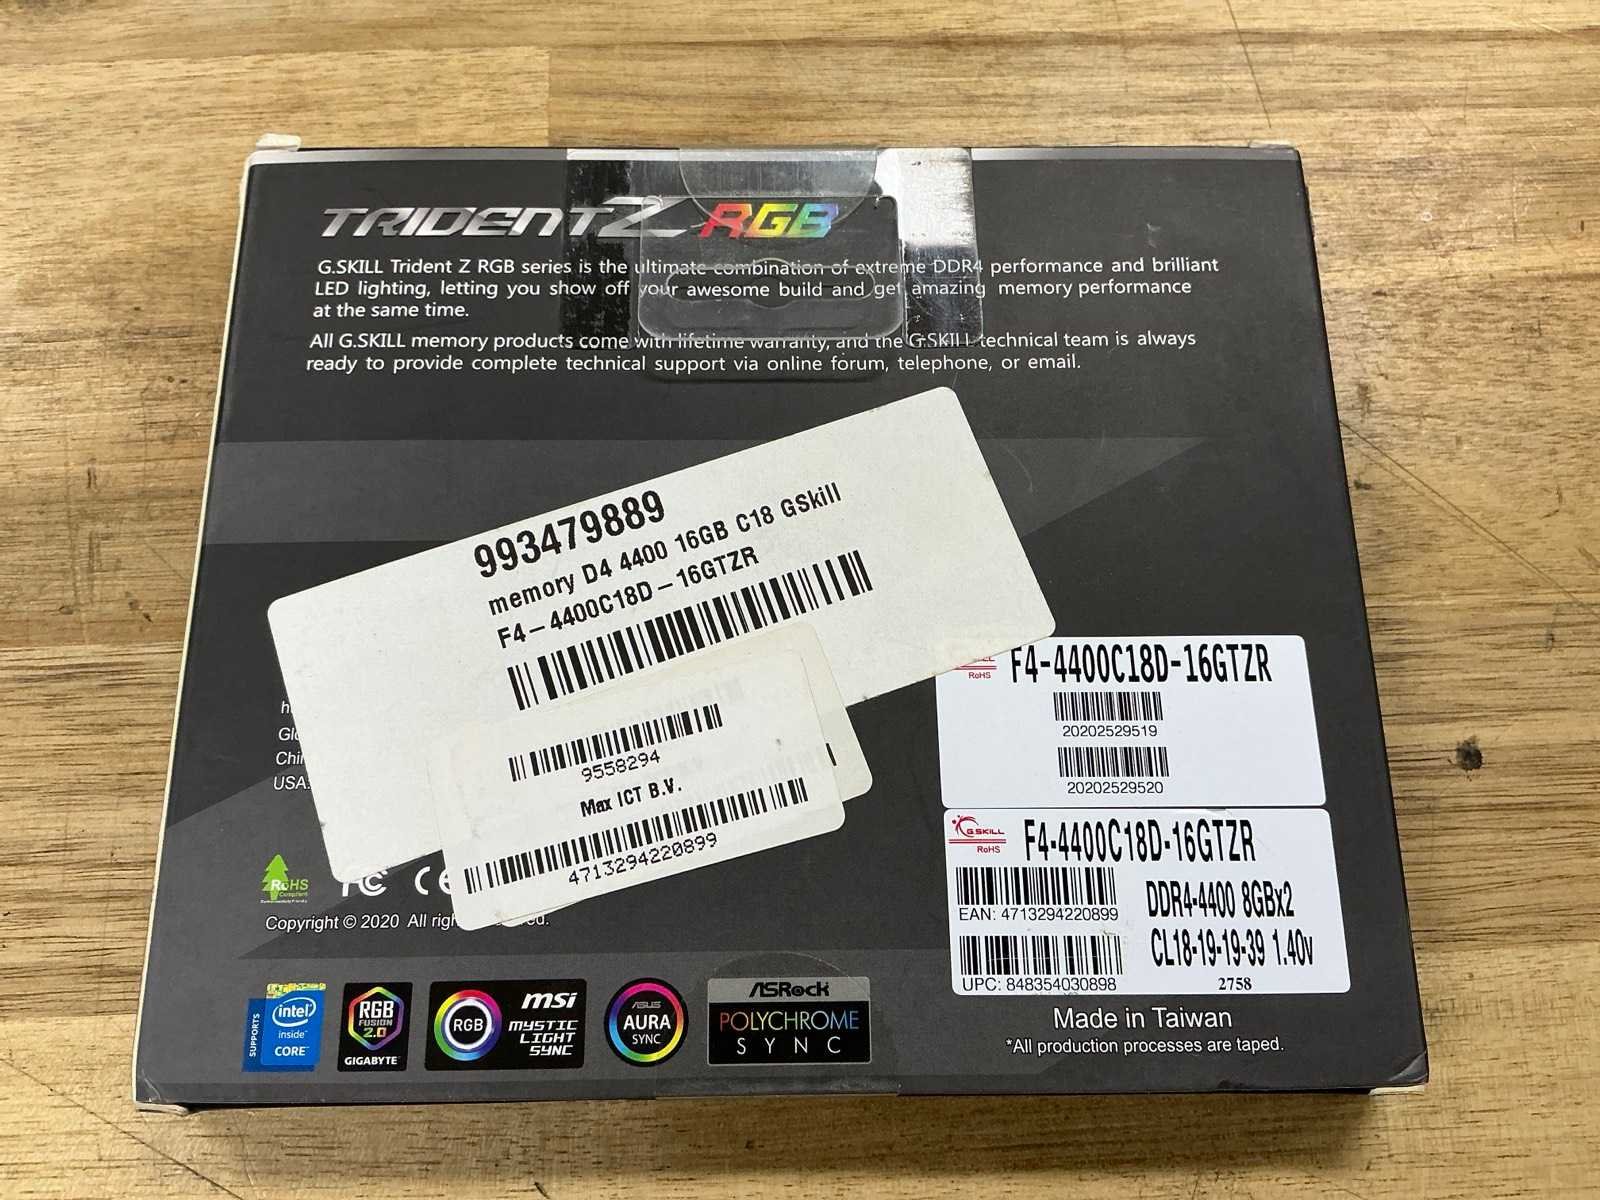 TRIDENT Z RGB
G.SKILL Trident Z RGB series is the ultimate combination of extreme DDR4 performance and brilliant
LED lighting, letting you show off your awesome build and get amazing memory performance
at the same time.
All G.SKILL memory products come with lifetime warranty, and the G.SKILL technical team is always
ready to provide complete technical support via online forum, telephone, or email.
993479889
memory D4 4400 16GB C18 GSkill
F4-4400C18D-16GTZR
9558294
Max ICT B.V.
4713294220899
RoHS
F4-4400C18D-16GTZR
20202529519
20202529520
G.SKILL
RoHS
F4-4400C18D-16GTZR
EAN: 4713294220899
DDR4-4400 8GBx2
CL18-19-19-39 1.40v
UPC: 848354030898
2758
USA:
RoHS
Compliant
FC CE
Copyright © 2020 All
SUPPORTS
intel
inside
CORE
RGB
FUSION
2.0
GIGABYTE
RGB
msi
MYSTIC
LIGHT
SYNC
ASUS
AURA
SYNC
ASRock
POLYCHROME
SYNC
Made in Taiwan
*All production processes are taped.